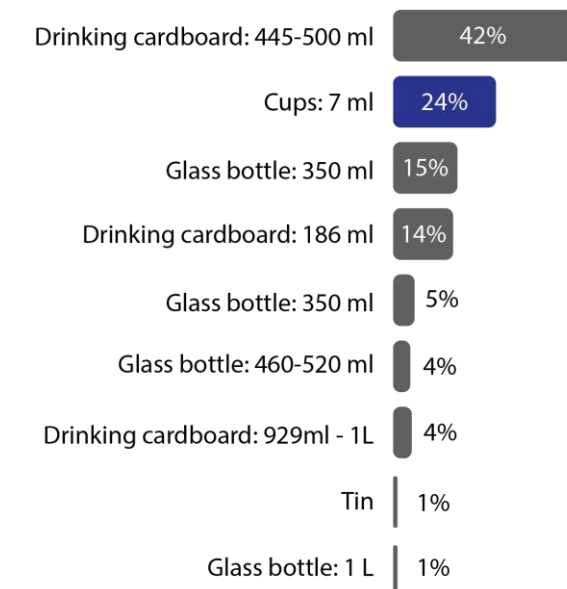 Drinking cardboard: 445-500 ml 42%
Cups: 7 ml 24%
Glass bottle: 350 ml 15%
Drinking cardboard: 186 ml 14%
Glass bottle: 350 ml 5%
Glass bottle: 460-520 ml 4%
Drinking cardboard: 929ml - 1L 4%
Tin 1%
Glass bottle: 1 L 1%